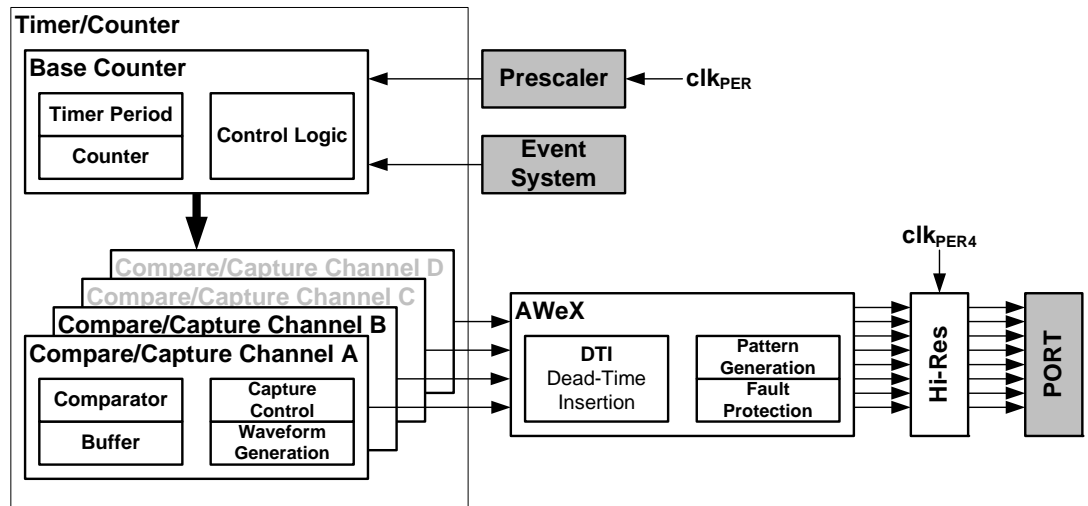 Timer/Counter
Base Counter
Timer Period
Counter
Control Logic
Prescaler
clkPER
Event
System
Compare/Capture Channel D
Compare/Capture Channel C
Compare/Capture Channel B
Compare/Capture Channel A
Comparator
Buffer
Capture
Control
Waveform
Generation
AWeX
DTI
Dead-Time
Insertion
Pattern
Generation
Fault
Protection
clkPER4
Hi-Res
PORT